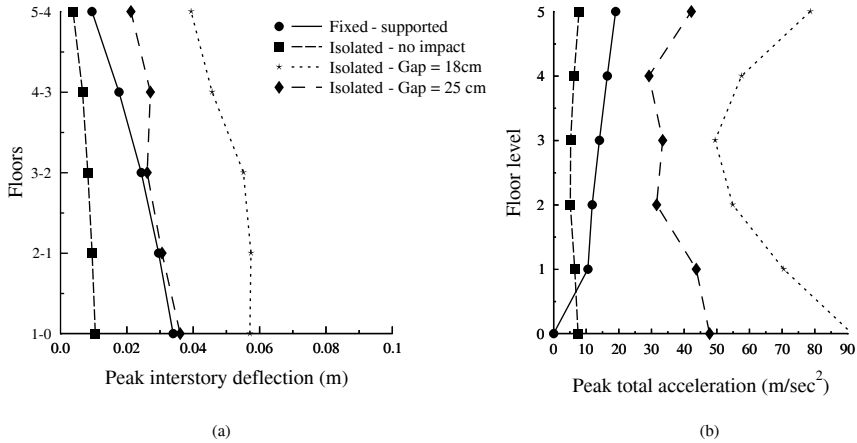 5-4
4-3
3-2
2-1
1-0
Floors
0.0 0.02 0.04 0.06 0.08 0.1
Peak interstory deflection (m)
(a)
Fixed - supported
Isolated - no impact
Isolated - Gap = 18cm
Isolated - Gap = 25 cm
5
4
3
2
1
0
Floor level
0 10 20 30 40 50 60 70 80 90
Peak total acceleration (m/sec²)
(b)